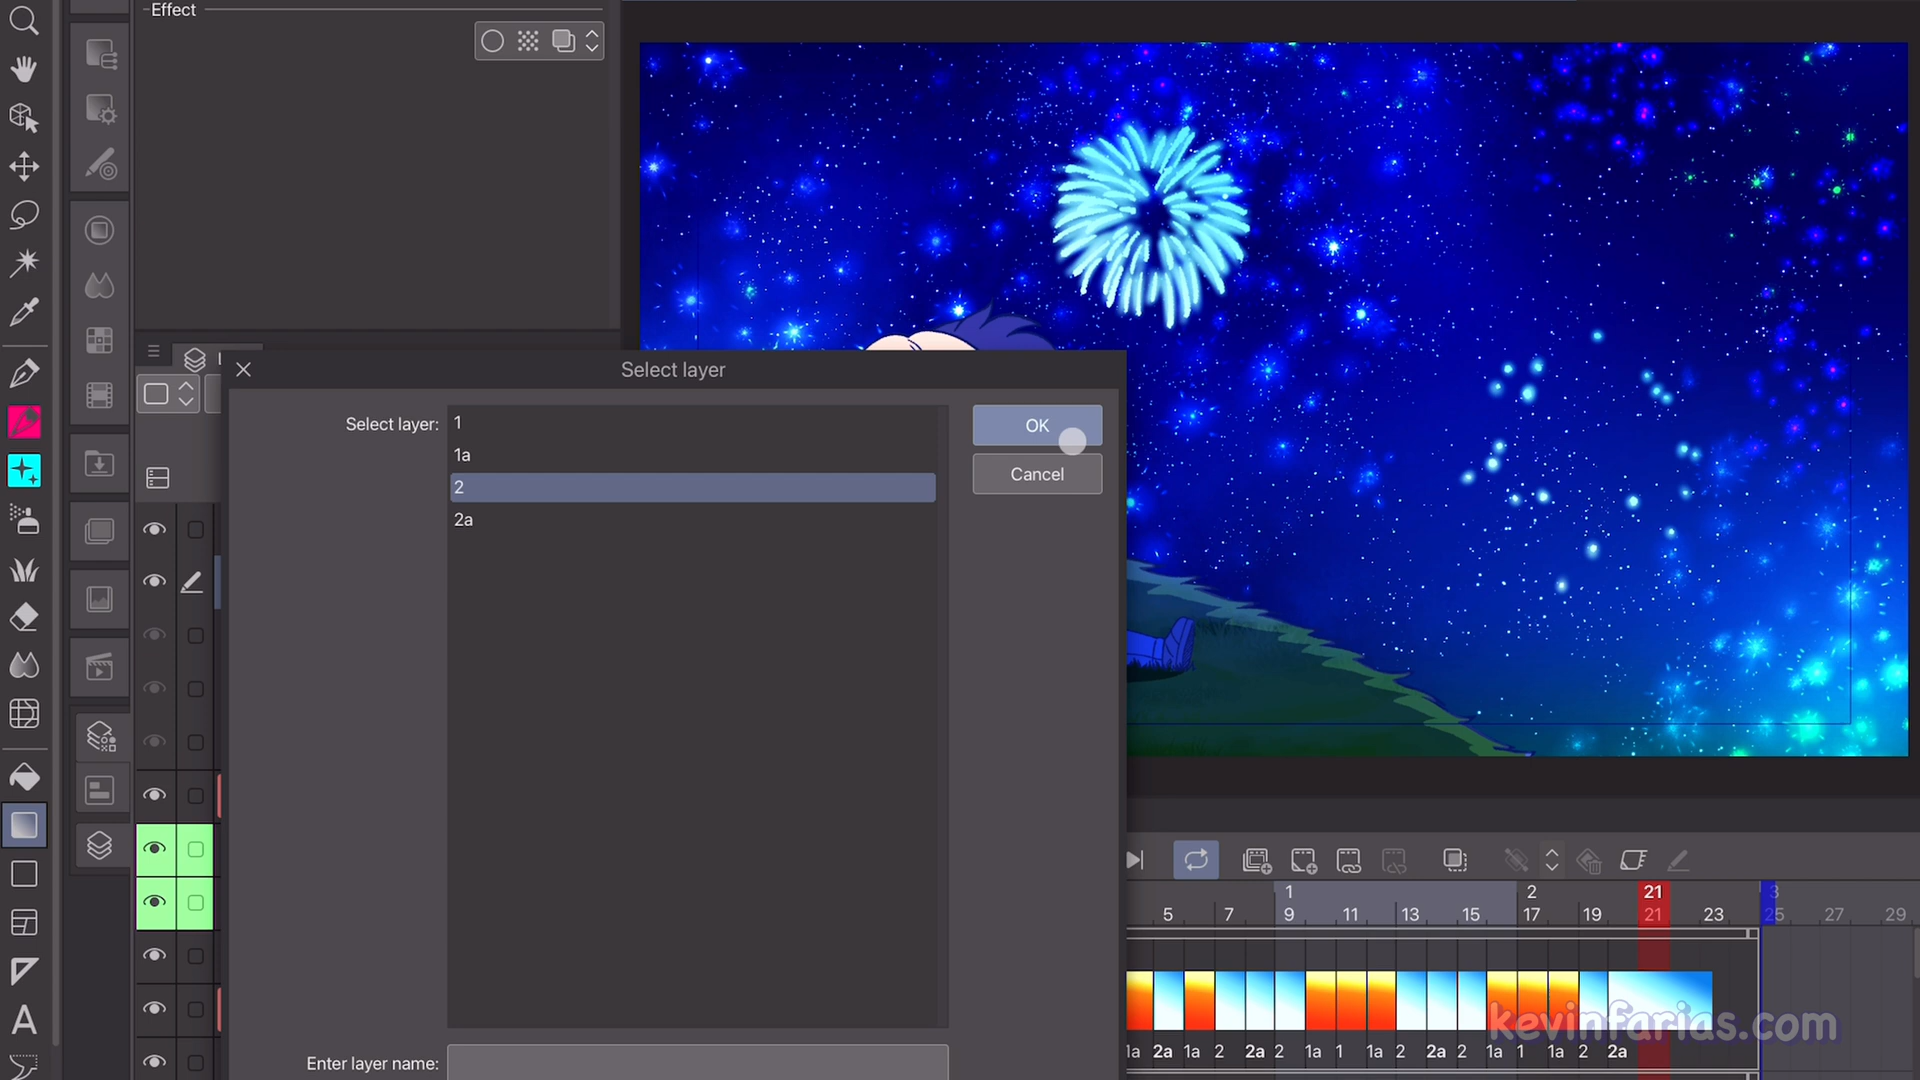 Effect
Select layer
Select layer:
1
1a
2
2a
OK
Cancel
Enter layer name:
1 2 21 3
5 7 9 11 13 15 17 19 21 23 25 27 29
1a 2a 1a 2 2a 2 1a 1 1a 2 2a 2 1a 1 1a 2 2a
kevinfarias.com
A